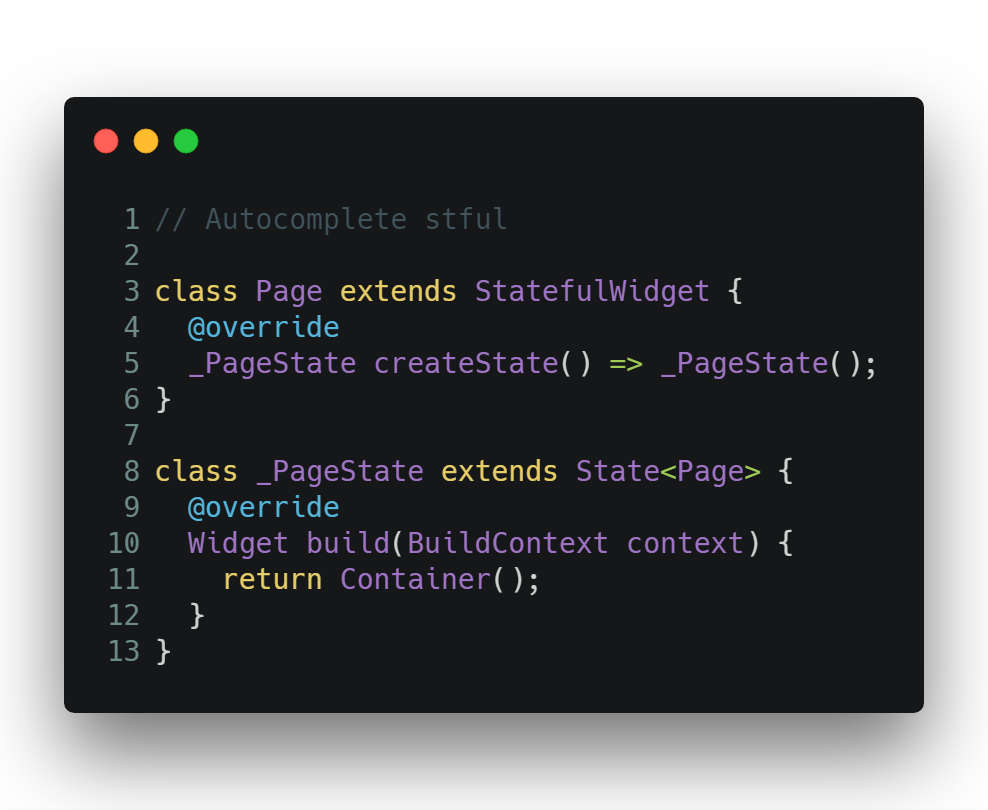 1 // Autocomplete stful
2
3 class Page extends StatefulWidget {
4   @override
5   _PageState createState() => _PageState();
6 }
7
8 class _PageState extends State<Page> {
9   @override
10   Widget build(BuildContext context) {
11     return Container();
12   }
13 }